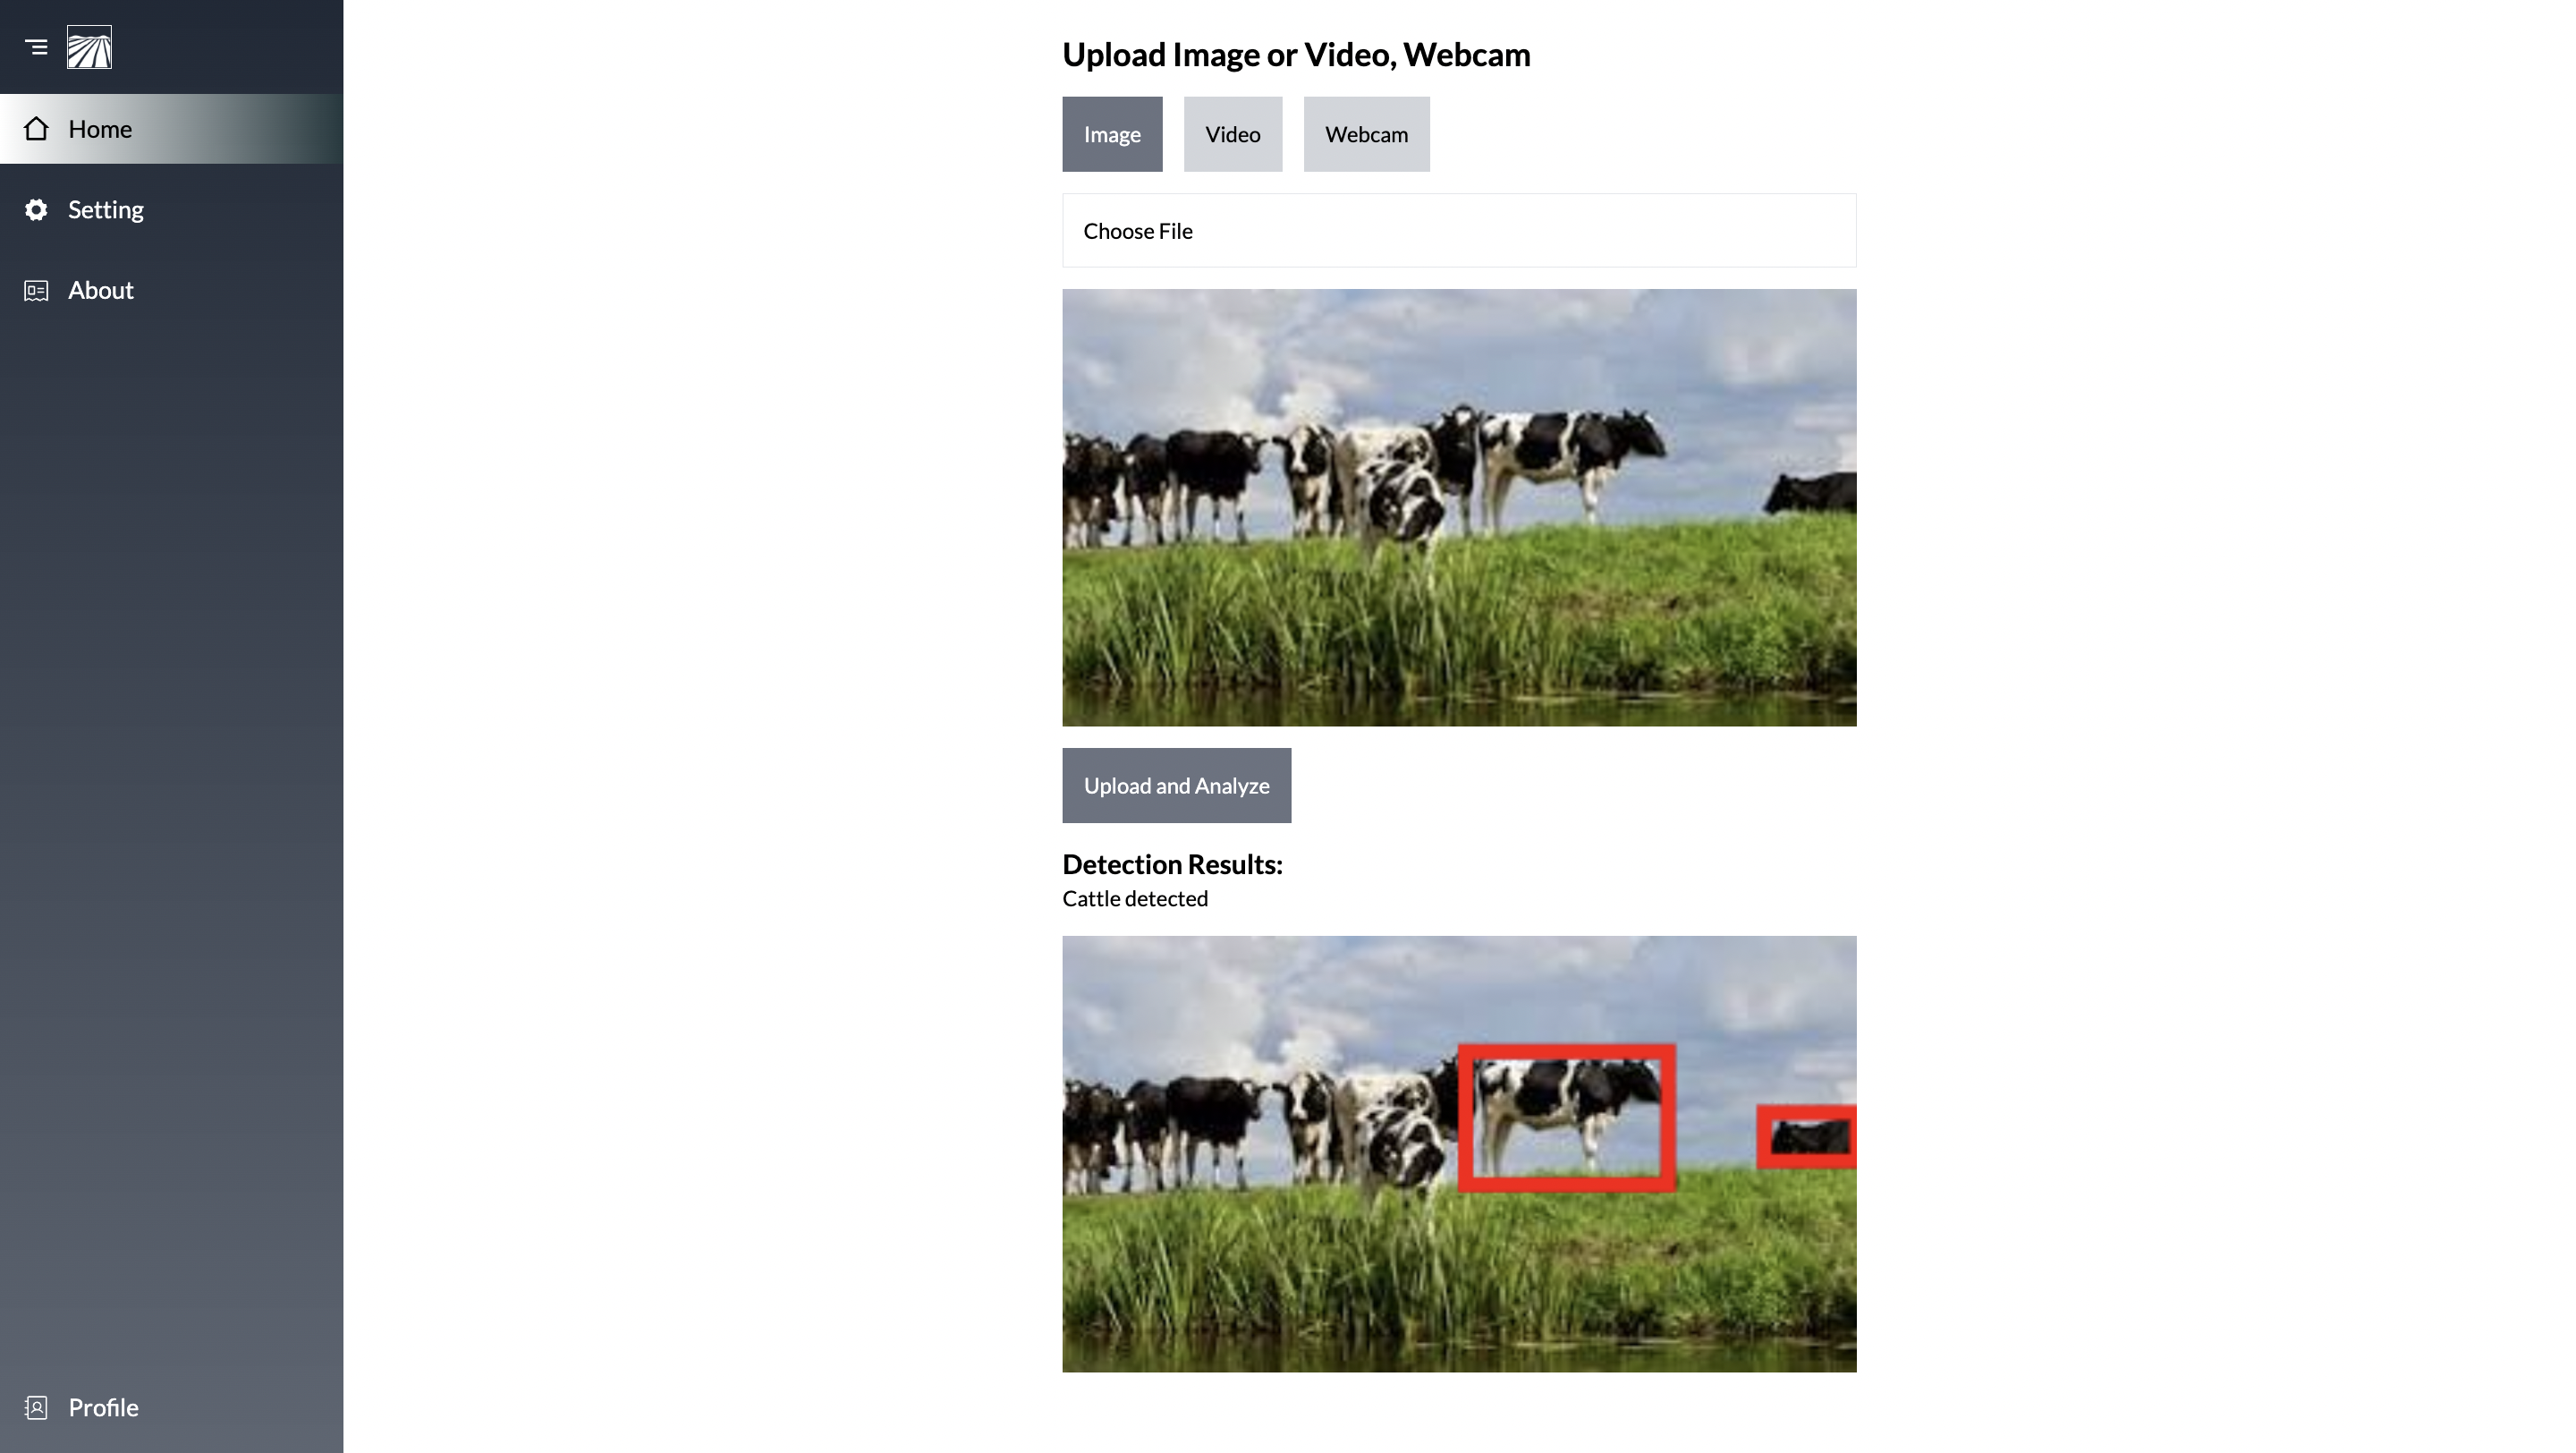 Home
Setting
About
Profile
Upload Image or Video, Webcam
Image Video Webcam
Choose File
Upload and Analyze
Detection Results:
Cattle detected